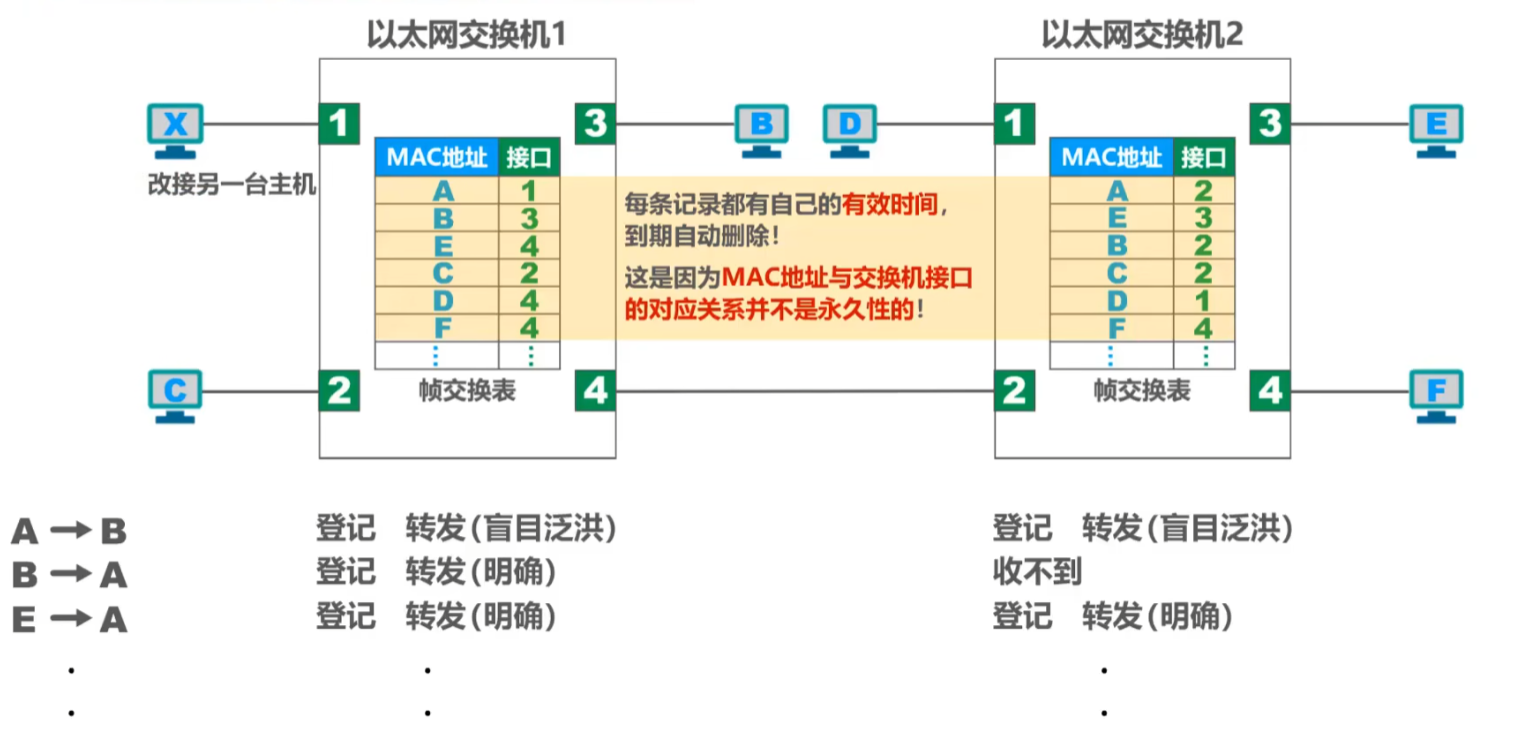 以太网交换机1
以太网交换机2
X
1
3
B
D
1
3
E
改接另一台主机
MAC地址 接口
A 1
B 3
E 4
C 2
D 4
F 4
⋮ ⋮
帧交换表
每条记录都有自己的有效时间，
到期自动删除！
这是因为MAC地址与交换机接口
的对应关系并不是永久性的！
MAC地址 接口
A 2
E 3
B 2
C 2
D 1
F 4
⋮ ⋮
帧交换表
C
2
4
2
4
F
A → B 登记 转发(盲目泛洪) 登记 转发(盲目泛洪)
B → A 登记 转发(明确) 收不到
E → A 登记 转发(明确) 登记 转发(明确)
· · ·
· · ·